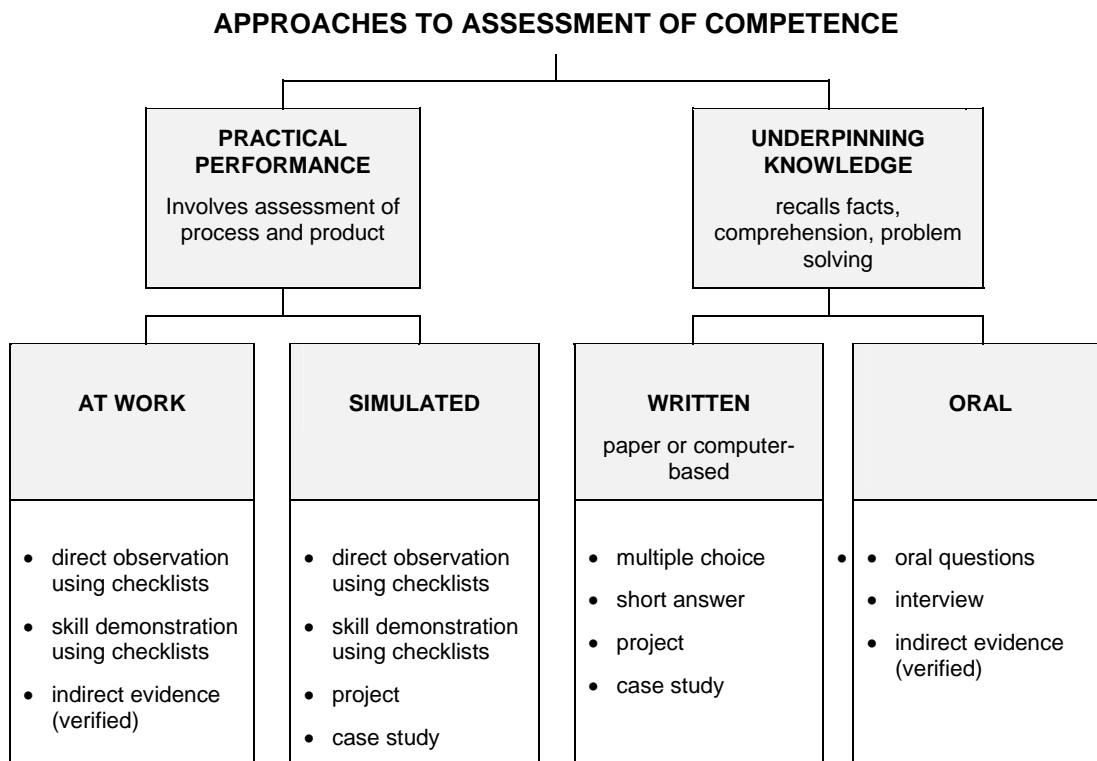 APPROACHES TO ASSESSMENT OF COMPETENCE
PRACTICAL
PERFORMANCE
Involves assessment of
process and product
UNDERPINNING
KNOWLEDGE
recalls facts,
comprehension, problem
solving
AT WORK
• direct observation
using checklists
• skill demonstration
using checklists
• indirect evidence
(verified)
SIMULATED
• direct observation
using checklists
• skill demonstration
using checklists
• project
• case study
WRITTEN
paper or computer-
based
• multiple choice
• short answer
• project
• case study
ORAL
• • oral questions
• interview
• indirect evidence
(verified)